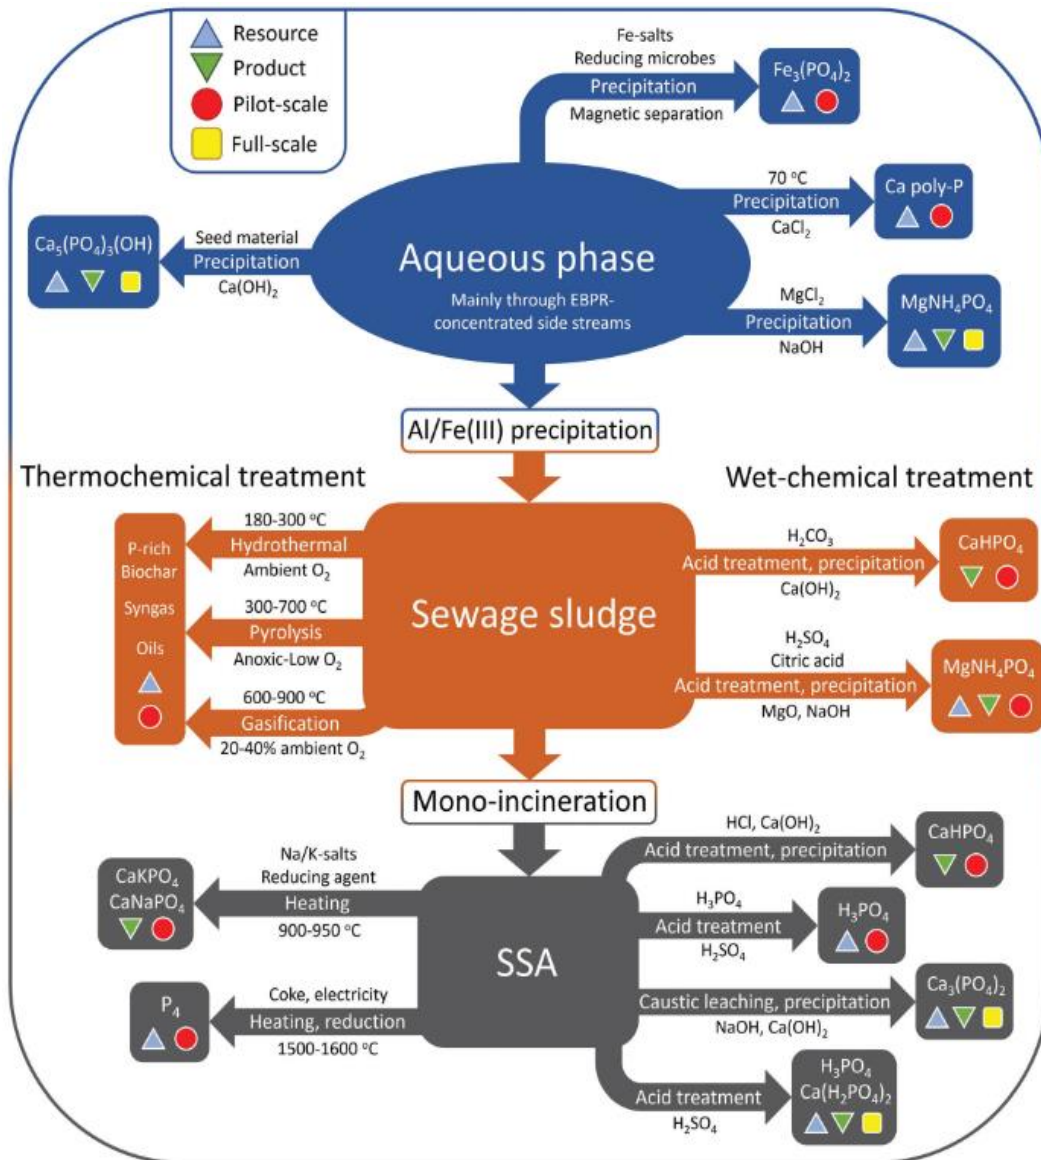 Resource
Product
Pilot-scale
Full-scale
Fe-salts
Reducing microbes
Precipitation
Magnetic separation
Fe₃(PO₄)₂
70 °C
Precipitation
CaCl₂
Ca poly-P
Ca₅(PO₄)₃(OH)
Seed material
Precipitation
Ca(OH)₂
Aqueous phase
Mainly through EBPR-
concentrated side streams
MgCl₂
Precipitation
NaOH
MgNH₄PO₄
Al/Fe(III) precipitation
Thermochemical treatment
Wet-chemical treatment
P-rich
Biochar
Syngas
Oils
180-300 °C
Hydrothermal
Ambient O₂
300-700 °C
Pyrolysis
Anoxic-Low O₂
600-900 °C
Gasification
20-40% ambient O₂
Sewage sludge
H₂CO₃
Acid treatment, precipitation
Ca(OH)₂
CaHPO₄
H₂SO₄
Citric acid
Acid treatment, precipitation
MgO, NaOH
MgNH₄PO₄
Mono-incineration
CaKPO₄
CaNaPO₄
Na/K-salts
Reducing agent
Heating
900-950 °C
P₄
Coke, electricity
Heating, reduction
1500-1600 °C
SSA
HCl, Ca(OH)₂
Acid treatment, precipitation
CaHPO₄
H₃PO₄
Acid treatment
H₂SO₄
H₃PO₄
Caustic leaching, precipitation
NaOH, Ca(OH)₂
Ca₃(PO₄)₂
Acid treatment
H₂SO₄
H₃PO₄
Ca(H₂PO₄)₂